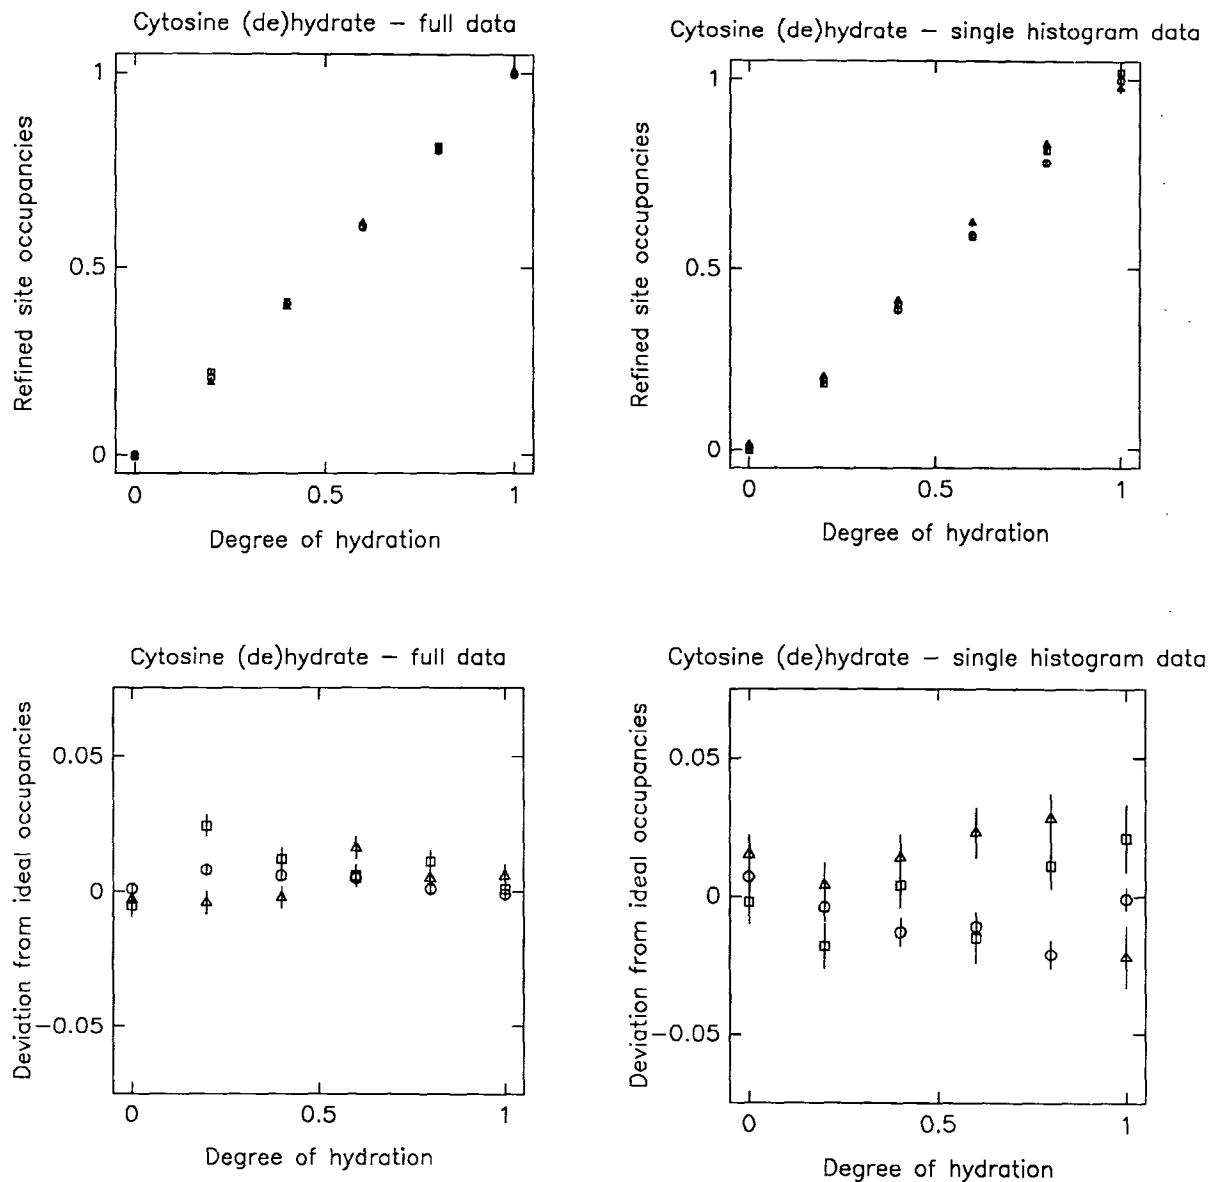 Cytosine (de)hydrate – full data
Refined site occupancies
1
0.5
0
0
0.5
1
Degree of hydration
Cytosine (de)hydrate – single histogram data
Refined site occupancies
1
0.5
0
0
0.5
1
Degree of hydration
Cytosine (de)hydrate – full data
Deviation from ideal occupancies
0.05
0
−0.05
0
0.5
1
Degree of hydration
Cytosine (de)hydrate – single histogram data
Deviation from ideal occupancies
0.05
0
−0.05
0
0.5
1
Degree of hydration